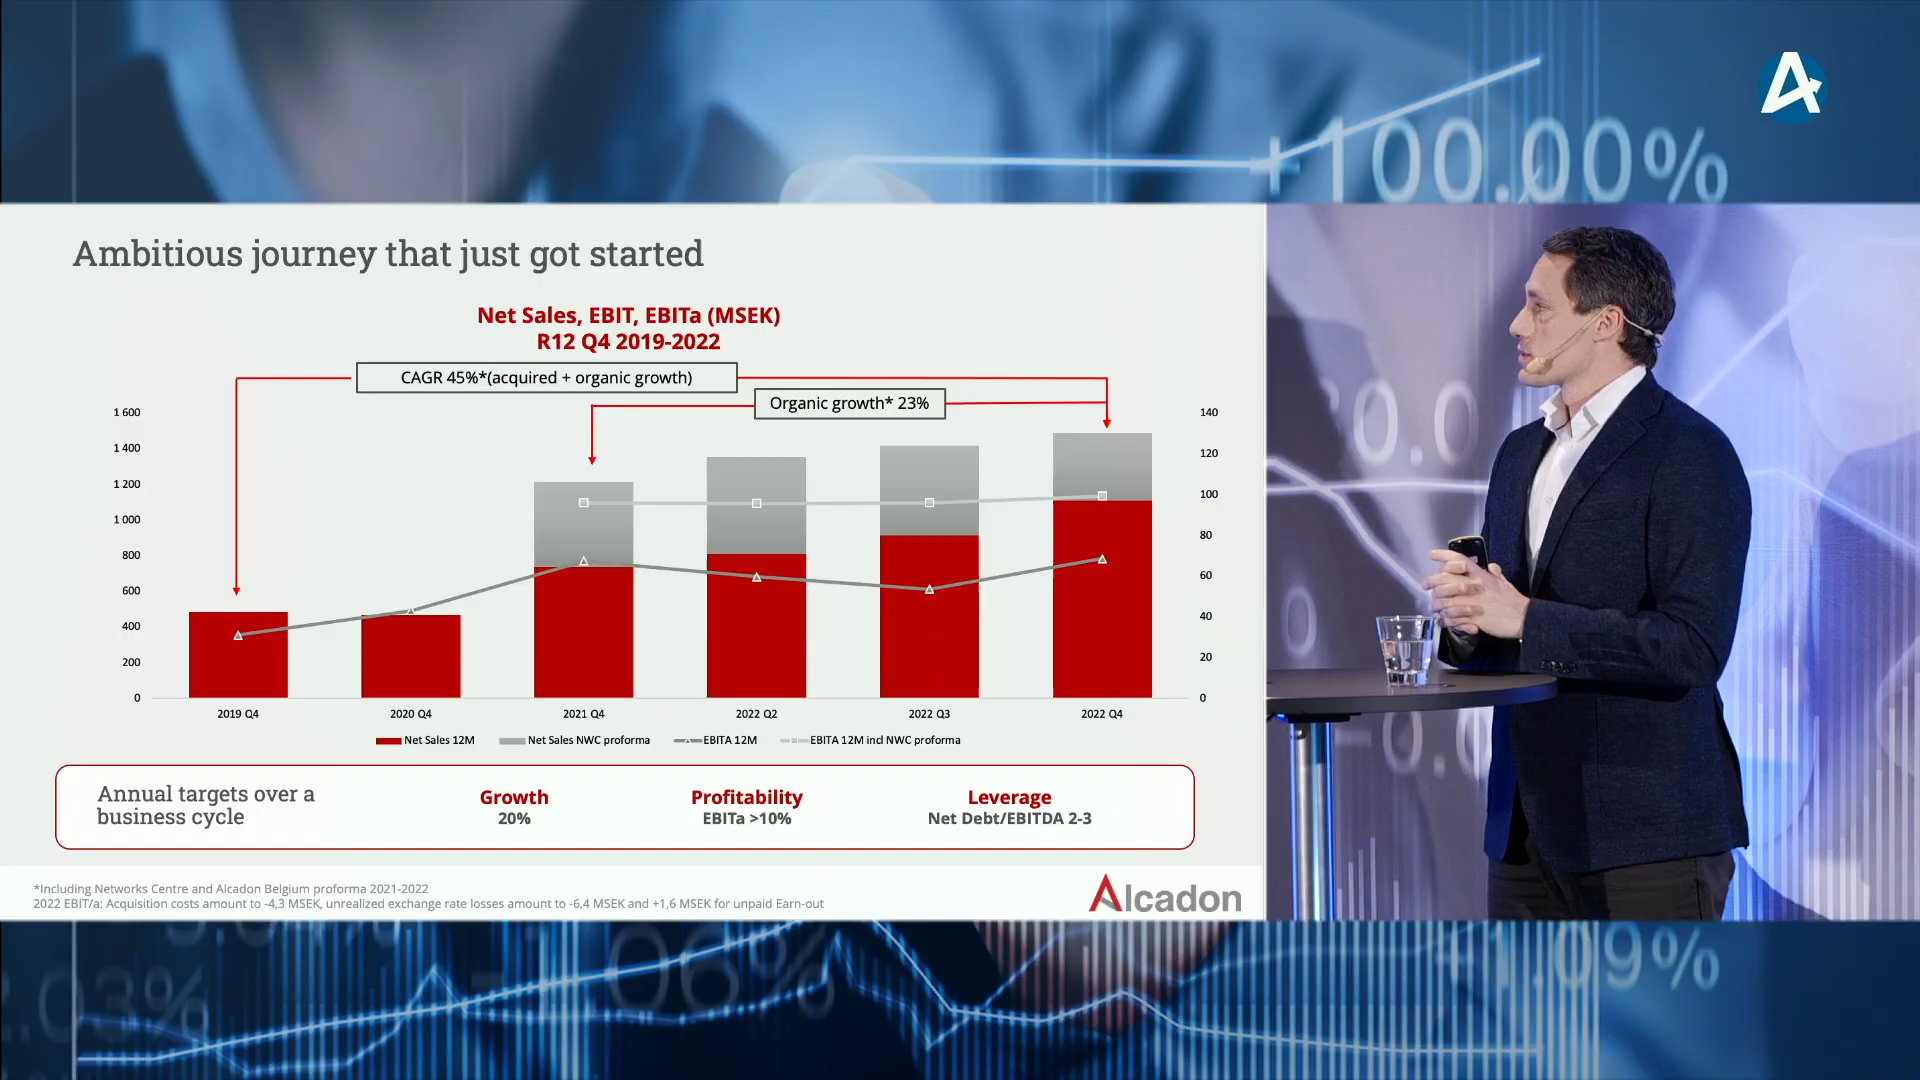 +100.00%
Ambitious journey that just got started
Net Sales, EBIT, EBITa (MSEK)
R12 Q4 2019-2022
CAGR 45%*(acquired + organic growth)
Organic growth* 23%
1 600
1 400
1 200
1 000
800
600
400
200
0
140
120
100
80
60
40
20
0
2019 Q4
2020 Q4
2021 Q4
2022 Q2
2022 Q3
2022 Q4
Net Sales 12M
Net Sales NWC proforma
EBITA 12M
EBITA 12M incl NWC proforma
Annual targets over a
business cycle
Growth
20%
Profitability
EBITa >10%
Leverage
Net Debt/EBITDA 2-3
*Including Networks Centre and Alcadon Belgium proforma 2021-2022
2022 EBIT/a: Acquisition costs amount to -4,3 MSEK, unrealized exchange rate losses amount to -6,4 MSEK and +1,6 MSEK for unpaid Earn-out
Alcadon